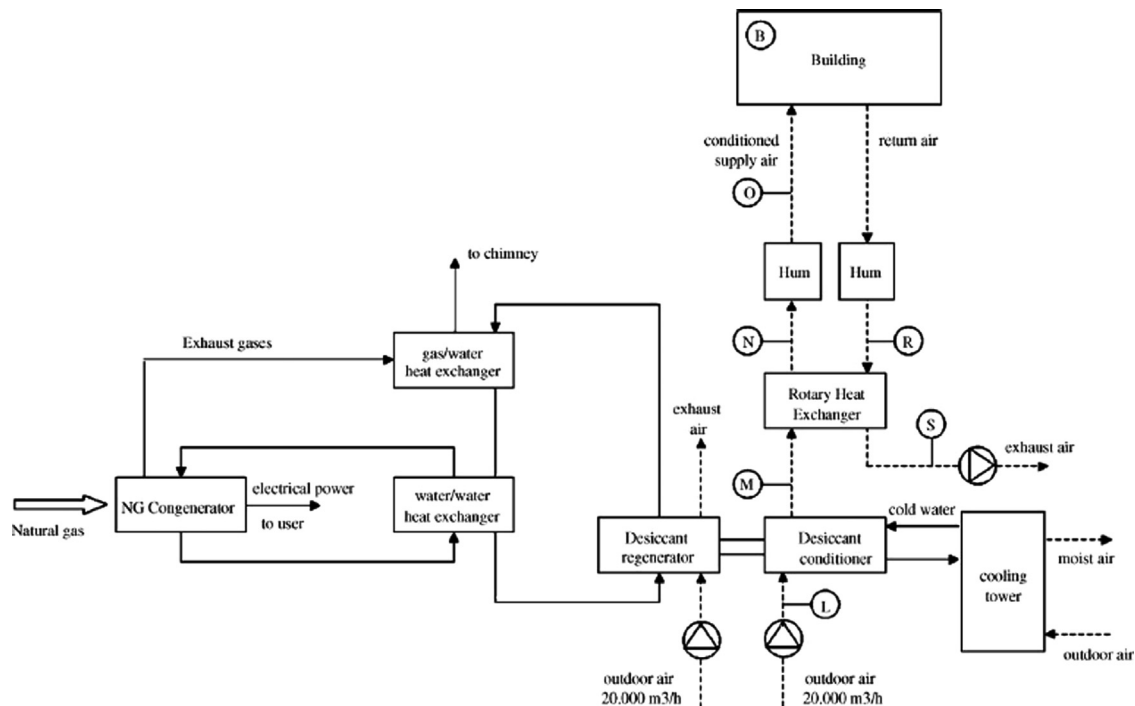 B
Building
conditioned
supply air
return air
O
Hum
Hum
to chimney
N
R
Exhaust gases
gas/water
heat exchanger
Rotary Heat
Exchanger
exhaust
air
S
exhaust air
M
NG Congenerator
electrical power
to user
water/water
heat exchanger
Natural gas
cold water
Desiccant
regenerator
Desiccant
conditioner
moist air
cooling
tower
L
outdoor air
outdoor air
20.000 m3/h
outdoor air
20.000 m3/h